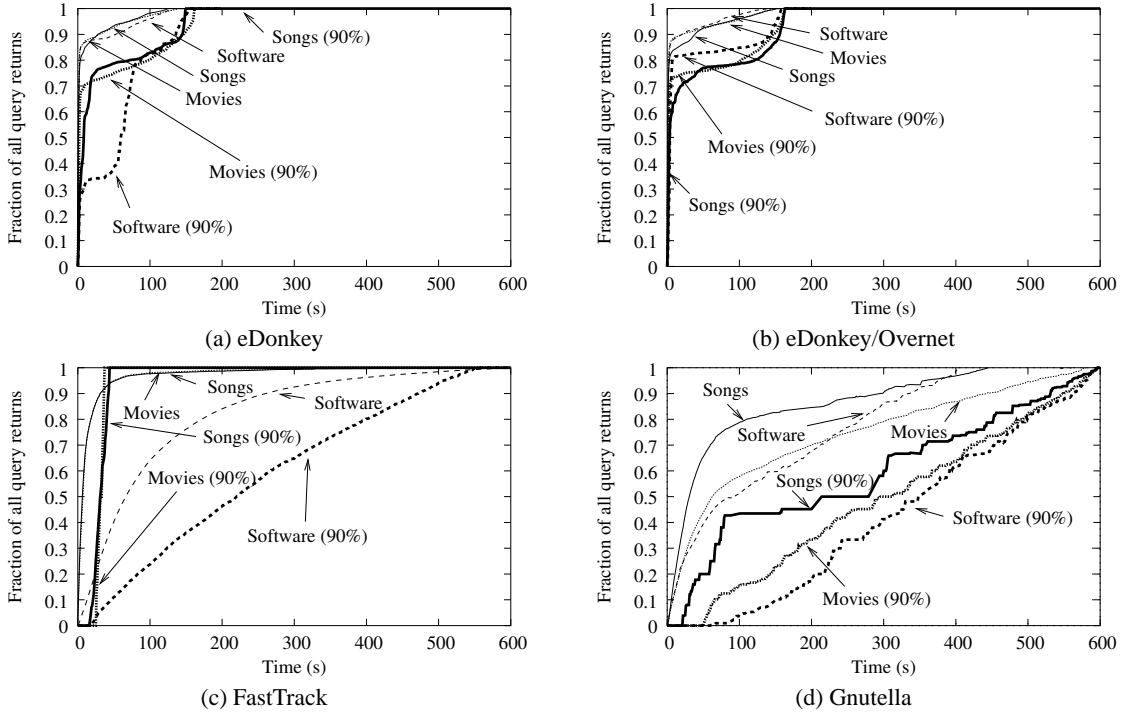 Fraction of all query returns
1
0.9
0.8
0.7
0.6
0.5
0.4
0.3
0.2
0.1
0
Songs (90%)
Software
Songs
Movies
Movies (90%)
Software (90%)
0 100 200 300 400 500 600
Time (s)
(a) eDonkey
Fraction of all query returns
1
0.9
0.8
0.7
0.6
0.5
0.4
0.3
0.2
0.1
0
Software
Movies
Songs
Software (90%)
Movies (90%)
Songs (90%)
0 100 200 300 400 500 600
Time (s)
(b) eDonkey/Overnet
Fraction of all query returns
1
0.9
0.8
0.7
0.6
0.5
0.4
0.3
0.2
0.1
0
Songs
Movies
Software
Songs (90%)
Movies (90%)
Software (90%)
0 100 200 300 400 500 600
Time (s)
(c) FastTrack
Fraction of all query returns
1
0.9
0.8
0.7
0.6
0.5
0.4
0.3
0.2
0.1
0
Songs
Software
Movies
Songs (90%)
Software (90%)
Movies (90%)
0 100 200 300 400 500 600
Time (s)
(d) Gnutella